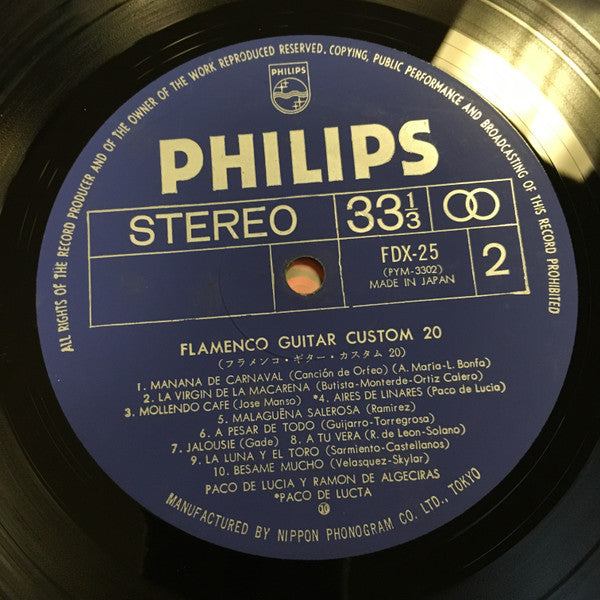 ALL RIGHTS OF THE RECORD PRODUCER AND OF THE OWNER OF THE WORK REPRODUCED RESERVED. COPYING, PUBLIC PERFORMANCE AND BROADCASTING OF THIS RECORD PROHIBITED
PHILIPS
PHILIPS
STEREO
33 1/3
FDX-25
(PYM-3302)
MADE IN JAPAN
2
FLAMENCO GUITAR CUSTOM 20
(フラメンコ・ギター・カスタム 20)
1. MANANA DE CARNAVAL (Canción de Orfeo) (A. Maria-L. Bonfa)
2. LA VIRGIN DE LA MACARENA (Butista-Monterde-Ortiz Calero)
3. MOLLENDO CAFE (Jose Manso) *4. AIRES DE LINARES (Paco de Lucia)
5. MALAGUËNA SALEROSA (Ramirez)
6. A PESAR DE TODO (Guijarro-Torregrosa)
7. JALOUSIE (Gade) 8. A TU VERA (R. de Leon-Solano)
9. LA LUNA Y EL TORO (Sarmiento-Castellanos)
10. BESAME MUCHO (Velasquez-Skylar)
PACO DE LUCIA Y RAMON DE ALGECIRAS
*PACO DE LUCTA
MANUFACTURED BY NIPPON PHONOGRAM CO. LTD., TOKYO